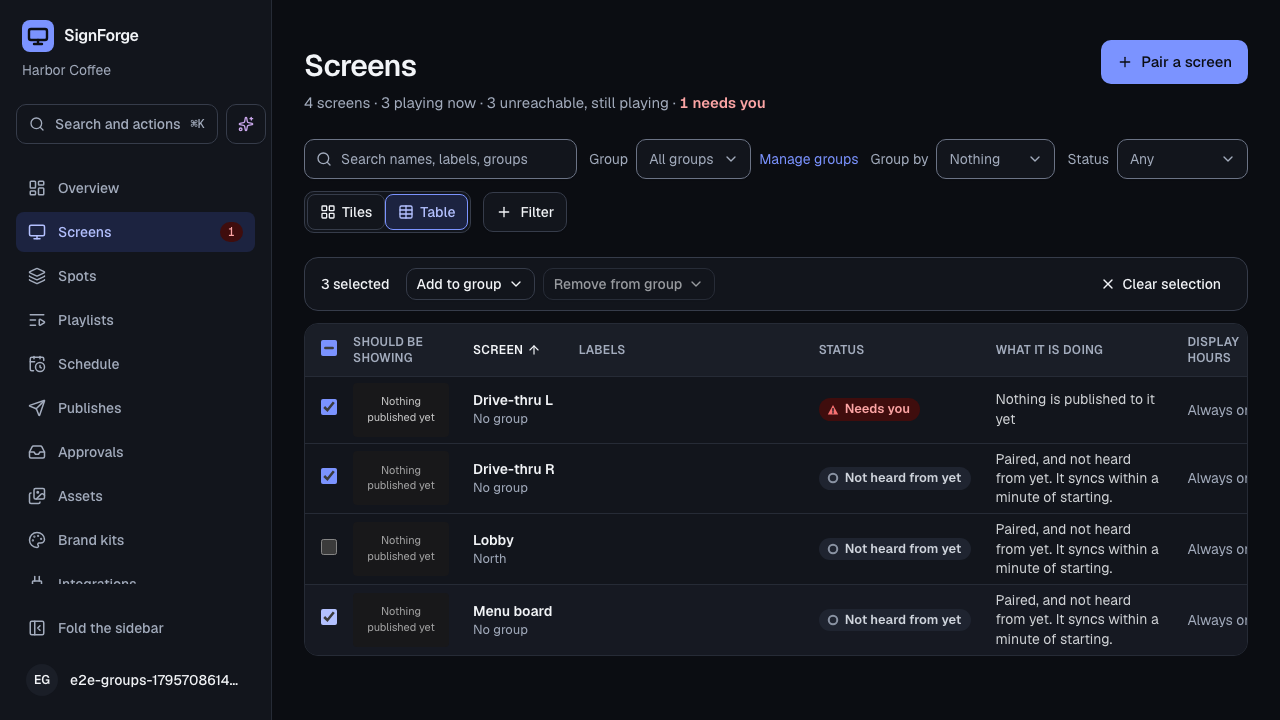 SignForge
Harbor Coffee
Search and actions ⌘K
Overview
Screens 1
Spots
Playlists
Schedule
Publishes
Approvals
Assets
Brand kits
Integrations
Fold the sidebar
EG e2e-groups-1795708614...
Screens
Pair a screen
4 screens · 3 playing now · 3 unreachable, still playing · 1 needs you
Search names, labels, groups
Group All groups Manage groups Group by Nothing Status Any
Tiles Table Filter
3 selected Add to group Remove from group Clear selection
SHOULD BE SHOWING SCREEN LABELS STATUS WHAT IT IS DOING DISPLAY HOURS
Nothing published yet
Drive-thru L
No group
Needs you
Nothing is published to it
yet
Always on
Nothing
published yet
Drive-thru R
No group
Not heard from yet
Paired, and not heard
from yet. It syncs within a
minute of starting.
Always on
Nothing
published yet
Lobby
North
Not heard from yet
Paired, and not heard
from yet. It syncs within a
minute of starting.
Always on
Nothing
published yet
Menu board
No group
Not heard from yet
Paired, and not heard
from yet. It syncs within a
minute of starting.
Always on